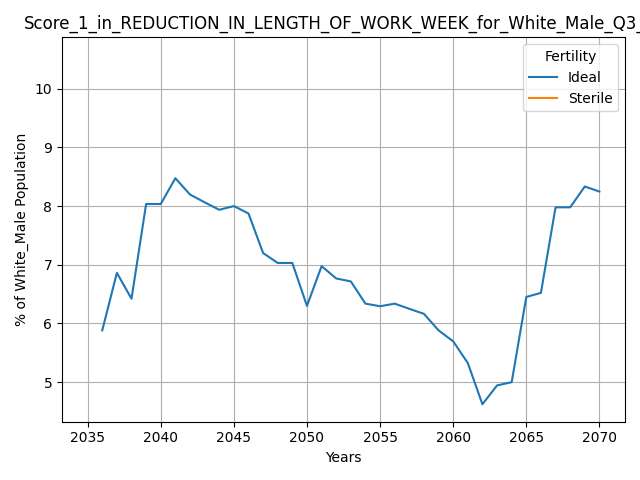 Score_1_in_REDUCTION_IN_LENGTH_OF_WORK_WEEK_for_White_Male_Q3_
Fertility
Ideal
Sterile
% of White_Male Population
10
9
8
7
6
5
2035 2040 2045 2050 2055 2060 2065 2070
Years